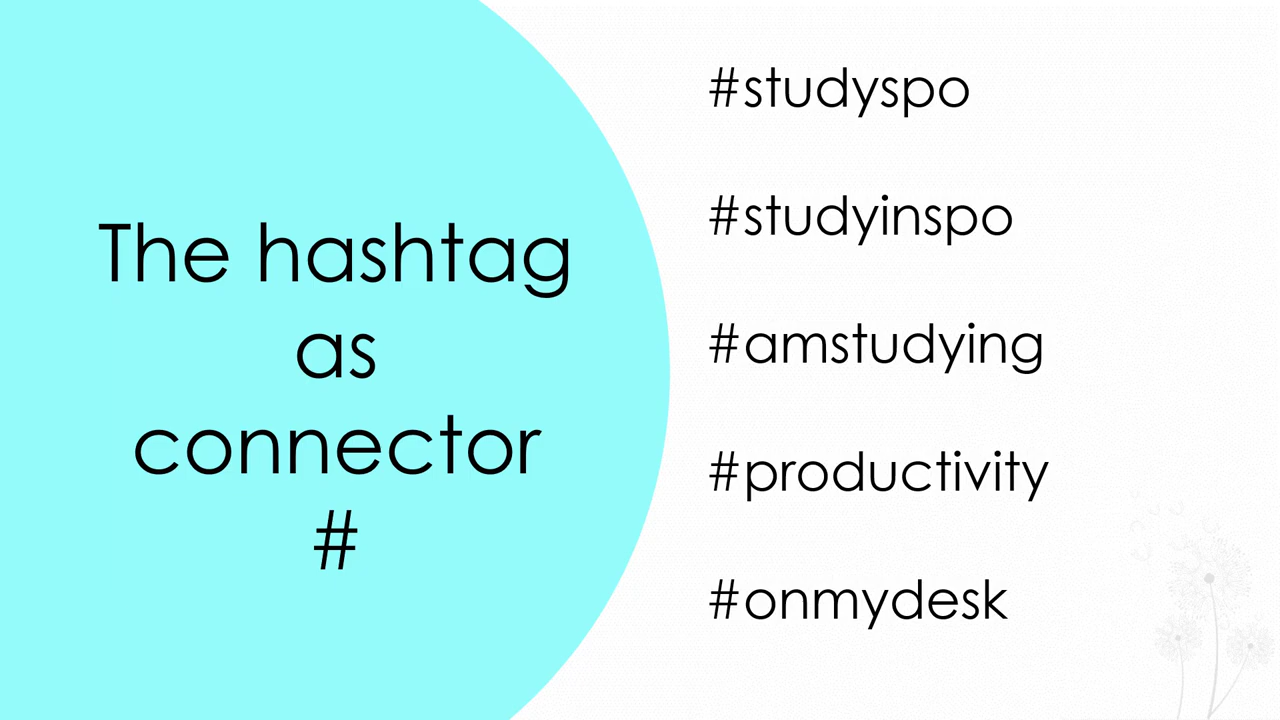 The hashtag
as
connector
#
#studyspo
#studyinspo
#amstudying
#productivity
#onmydesk